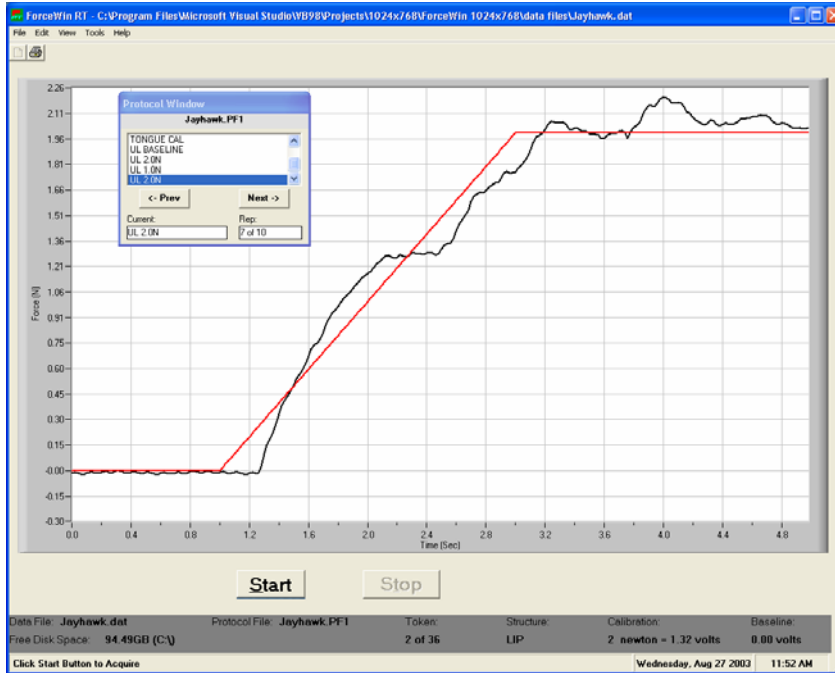 ForceWin RT - C:\Program Files\Microsoft Visual Studio\VB98\Projects\1024x768\ForceWin 1024x768\data files\Jayhawk.dat
File Edit View Tools Help
2.26
2.11
1.96
1.81
1.66
1.51
1.36
1.21
1.06
0.91
0.75
0.60
0.45
0.30
0.15
-0.00
-0.15
-0.30
Force (N)
Protocol Window
Jayhawk.PF1
TONGUE CAL
UL BASELINE
UL 2.0N
UL 1.0N
UL 2.0N
<- Prev Next ->
Current: Rep:
UL 2.0N 7 of 10
0.0 0.4 0.8 1.2 1.6 2.0 2.4 2.8 3.2 3.6 4.0 4.4 4.8
Time (Sec)
Start Stop
Data File: Jayhawk.dat Protocol File: Jayhawk.PF1 Token: Structure: Calibration: Baseline:
Free Disk Space: 94.49GB (C:\) 2 of 36 LIP 2 newton = 1.32 volts 0.00 volts
Click Start Button to Acquire Wednesday, Aug 27 2003 11:52 AM